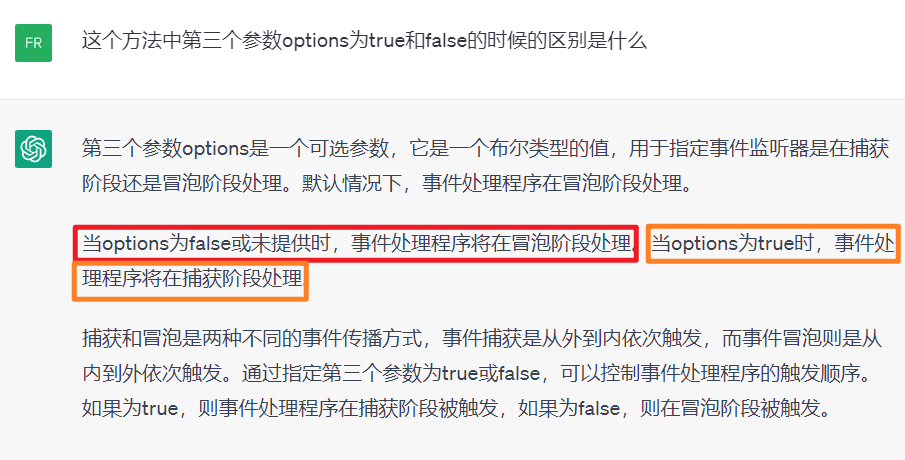 FR
这个方法中第三个参数options为true和false的时候的区别是什么
第三个参数options是一个可选参数，它是一个布尔类型的值，用于指定事件监听器是在捕获
阶段还是冒泡阶段处理。默认情况下，事件处理程序在冒泡阶段处理。
当options为false或未提供时，事件处理程序将在冒泡阶段处理。当options为true时，事件处
理程序将在捕获阶段处理。
捕获和冒泡是两种不同的事件传播方式，事件捕获是从外到内依次触发，而事件冒泡则是从
内到外依次触发。通过指定第三个参数为true或false，可以控制事件处理程序的触发顺序。
如果为true，则事件处理程序在捕获阶段被触发，如果为false，则在冒泡阶段被触发。